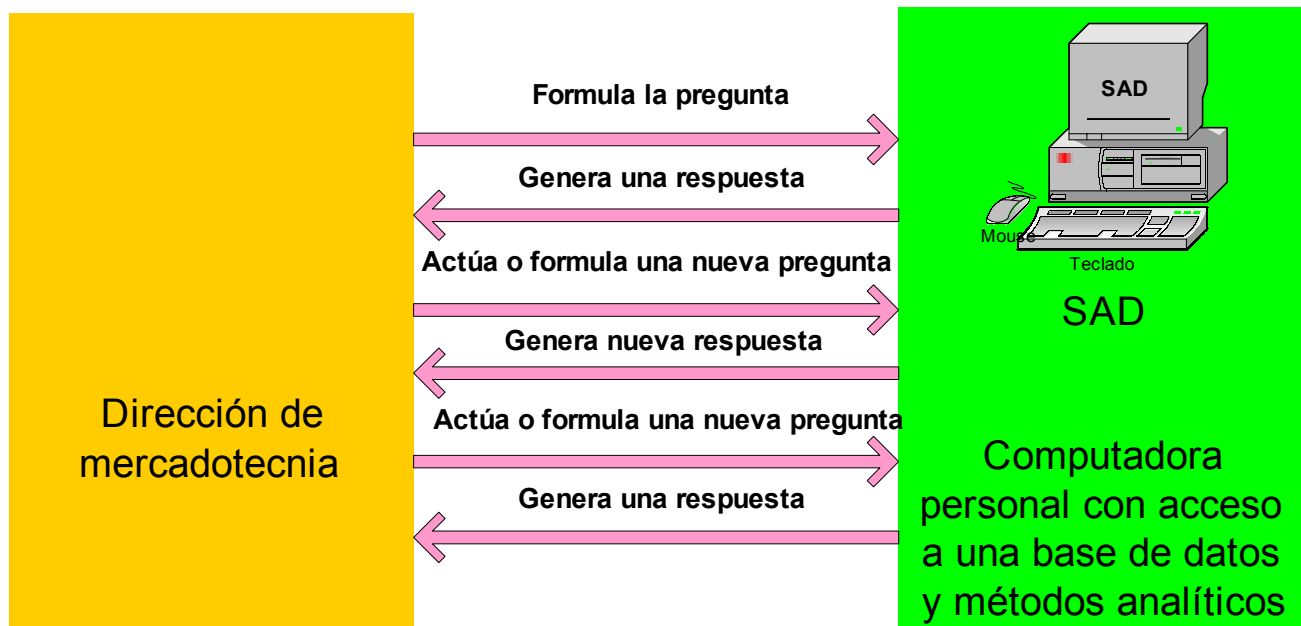 Formula la pregunta
Genera una respuesta
Actúa o formula una nueva pregunta
Genera nueva respuesta
Actúa o formula una nueva pregunta
Genera una respuesta
Dirección de
mercadotecnia
SAD
Mouse
Teclado
SAD
Computadora
personal con acceso
a una base de datos
y métodos analíticos